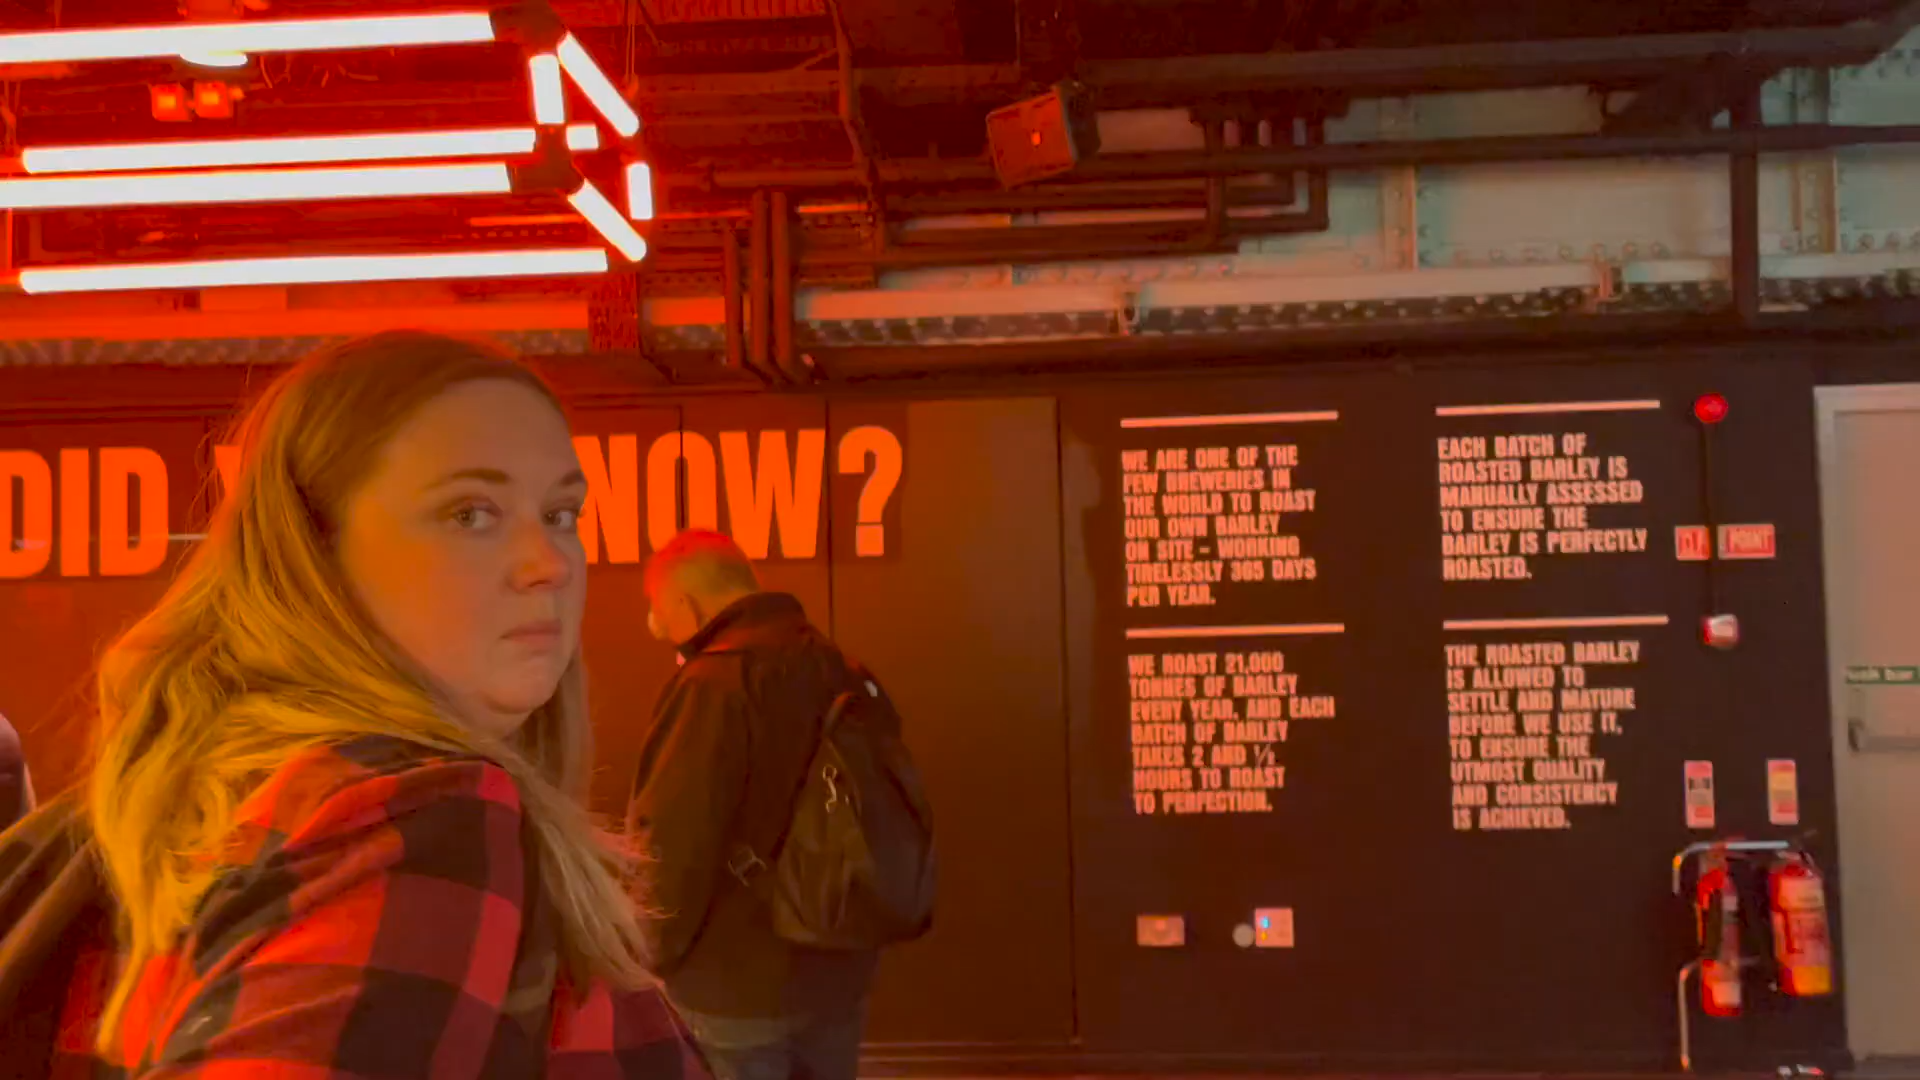 DID NOW?
WE ARE ONE OF THE
FEW BREWERIES IN
THE WORLD TO ROAST
OUR OWN BARLEY
ON SITE - WORKING
TIRELESSLY 365 DAYS
PER YEAR.
EACH BATCH OF
ROASTED BARLEY IS
MANUALLY ASSESSED
TO ENSURE THE
BARLEY IS PERFECTLY
ROASTED.
WE ROAST 21,000
TONNES OF BARLEY
EVERY YEAR, AND EACH
BATCH OF BARLEY
TAKES 2 AND ½
HOURS TO ROAST
TO PERFECTION.
THE ROASTED BARLEY
IS ALLOWED TO
SETTLE AND MATURE
BEFORE WE USE IT,
TO ENSURE THE
UTMOST QUALITY
AND CONSISTENCY
IS ACHIEVED.
POINT